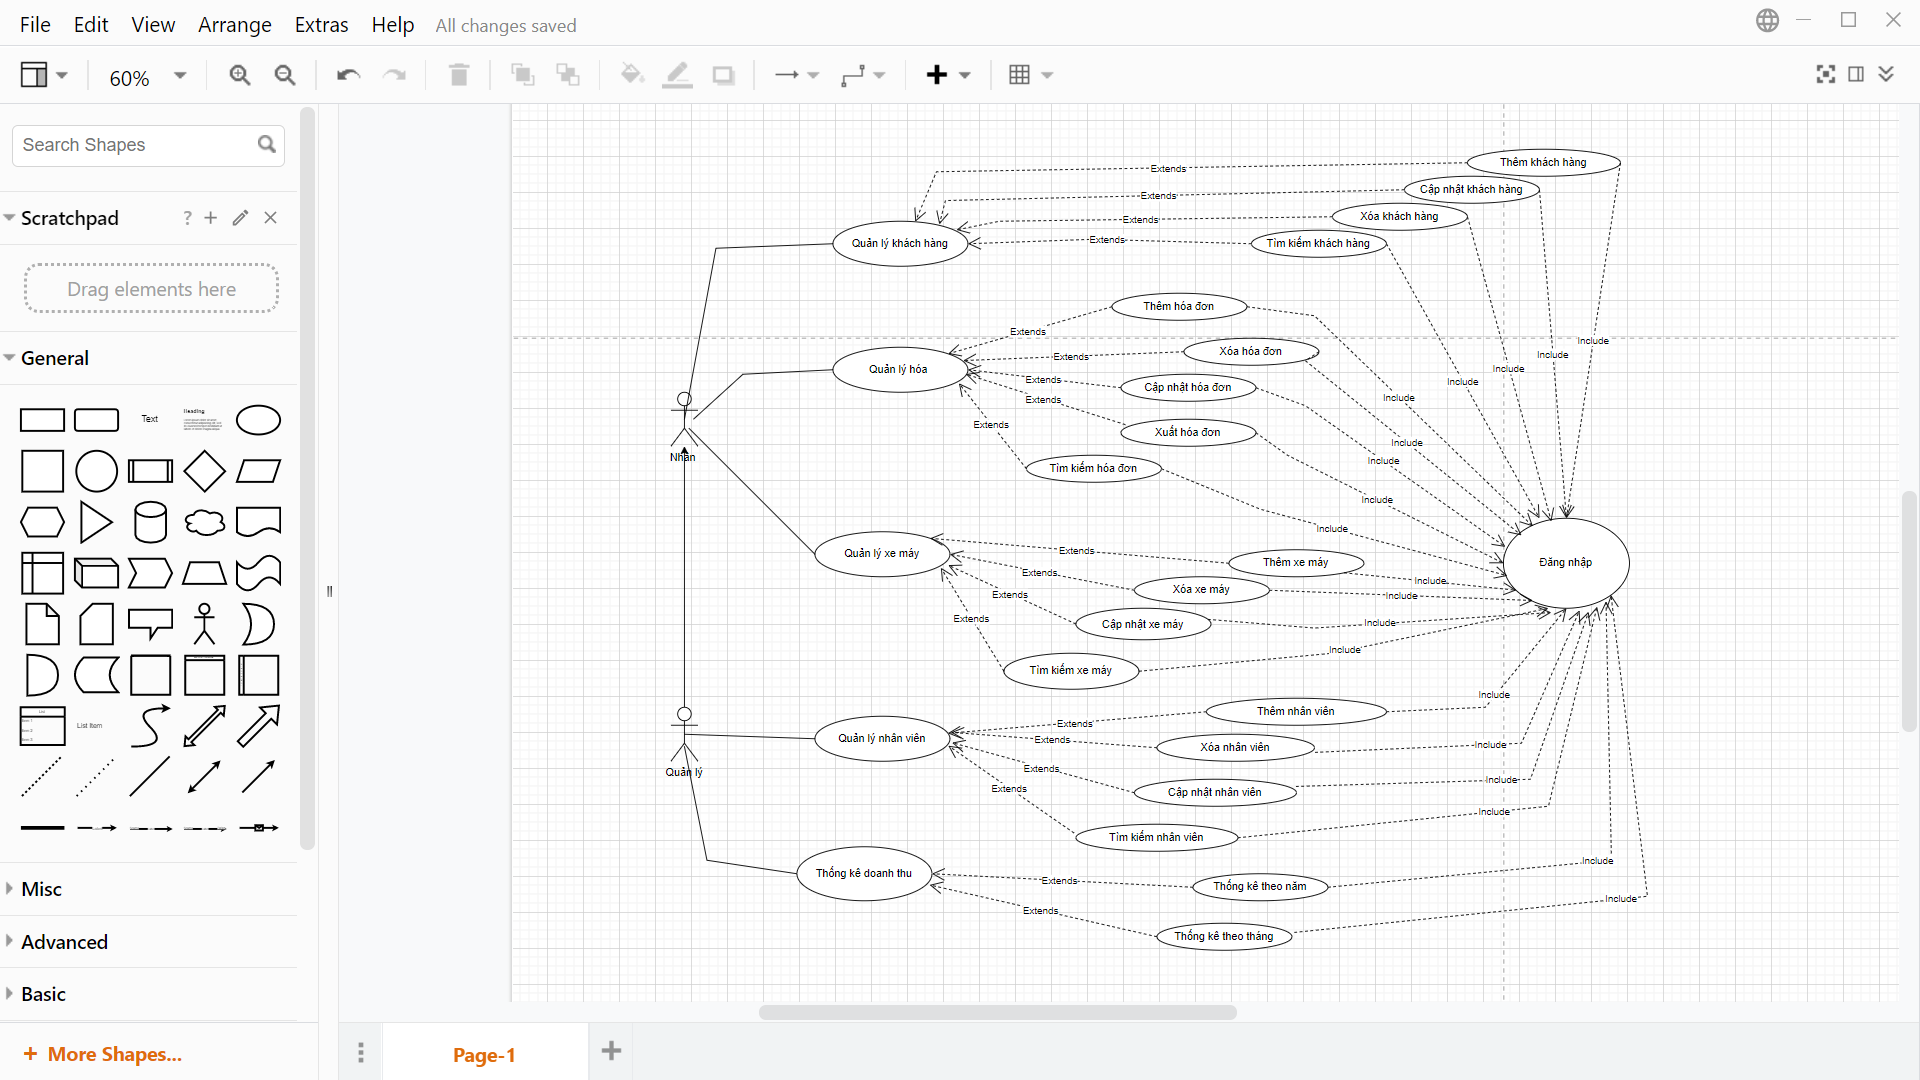 File Edit View Arrange Extras Help All changes saved
60%
Search Shapes
Scratchpad
?
Drag elements here
General
Text
Heading
List
List Item
Misc
Advanced
Basic
+ More Shapes...
Page-1
Thêm khách hàng
Extends
Cập nhật khách hàng
Extends
Xóa khách hàng
Extends
Quản lý khách hàng
Extends
Tìm kiếm khách hàng
Thêm hóa đơn
Extends
Include
Xóa hóa đơn
Extends
Include
Include
Quản lý hóa
Extends
Cập nhật hóa đơn
Include
Extends
Include
Extends
Xuất hóa đơn
Include
Nhân
Include
Tìm kiếm hóa đơn
Include
Include
Quản lý xe máy
Extends
Thêm xe máy
Đăng nhập
Extends
Include
Xóa xe máy
Extends
Include
Extends
Cập nhật xe máy
Include
Include
Tìm kiếm xe máy
Include
Thêm nhân viên
Extends
Quản lý nhân viên
Extends
Xóa nhân viên
Include
Quản lý
Extends
Include
Extends
Cập nhật nhân viên
Include
Tìm kiếm nhân viên
Include
Thống kê doanh thu
Extends
Thống kê theo năm
Include
Extends
Include
Thống kê theo tháng